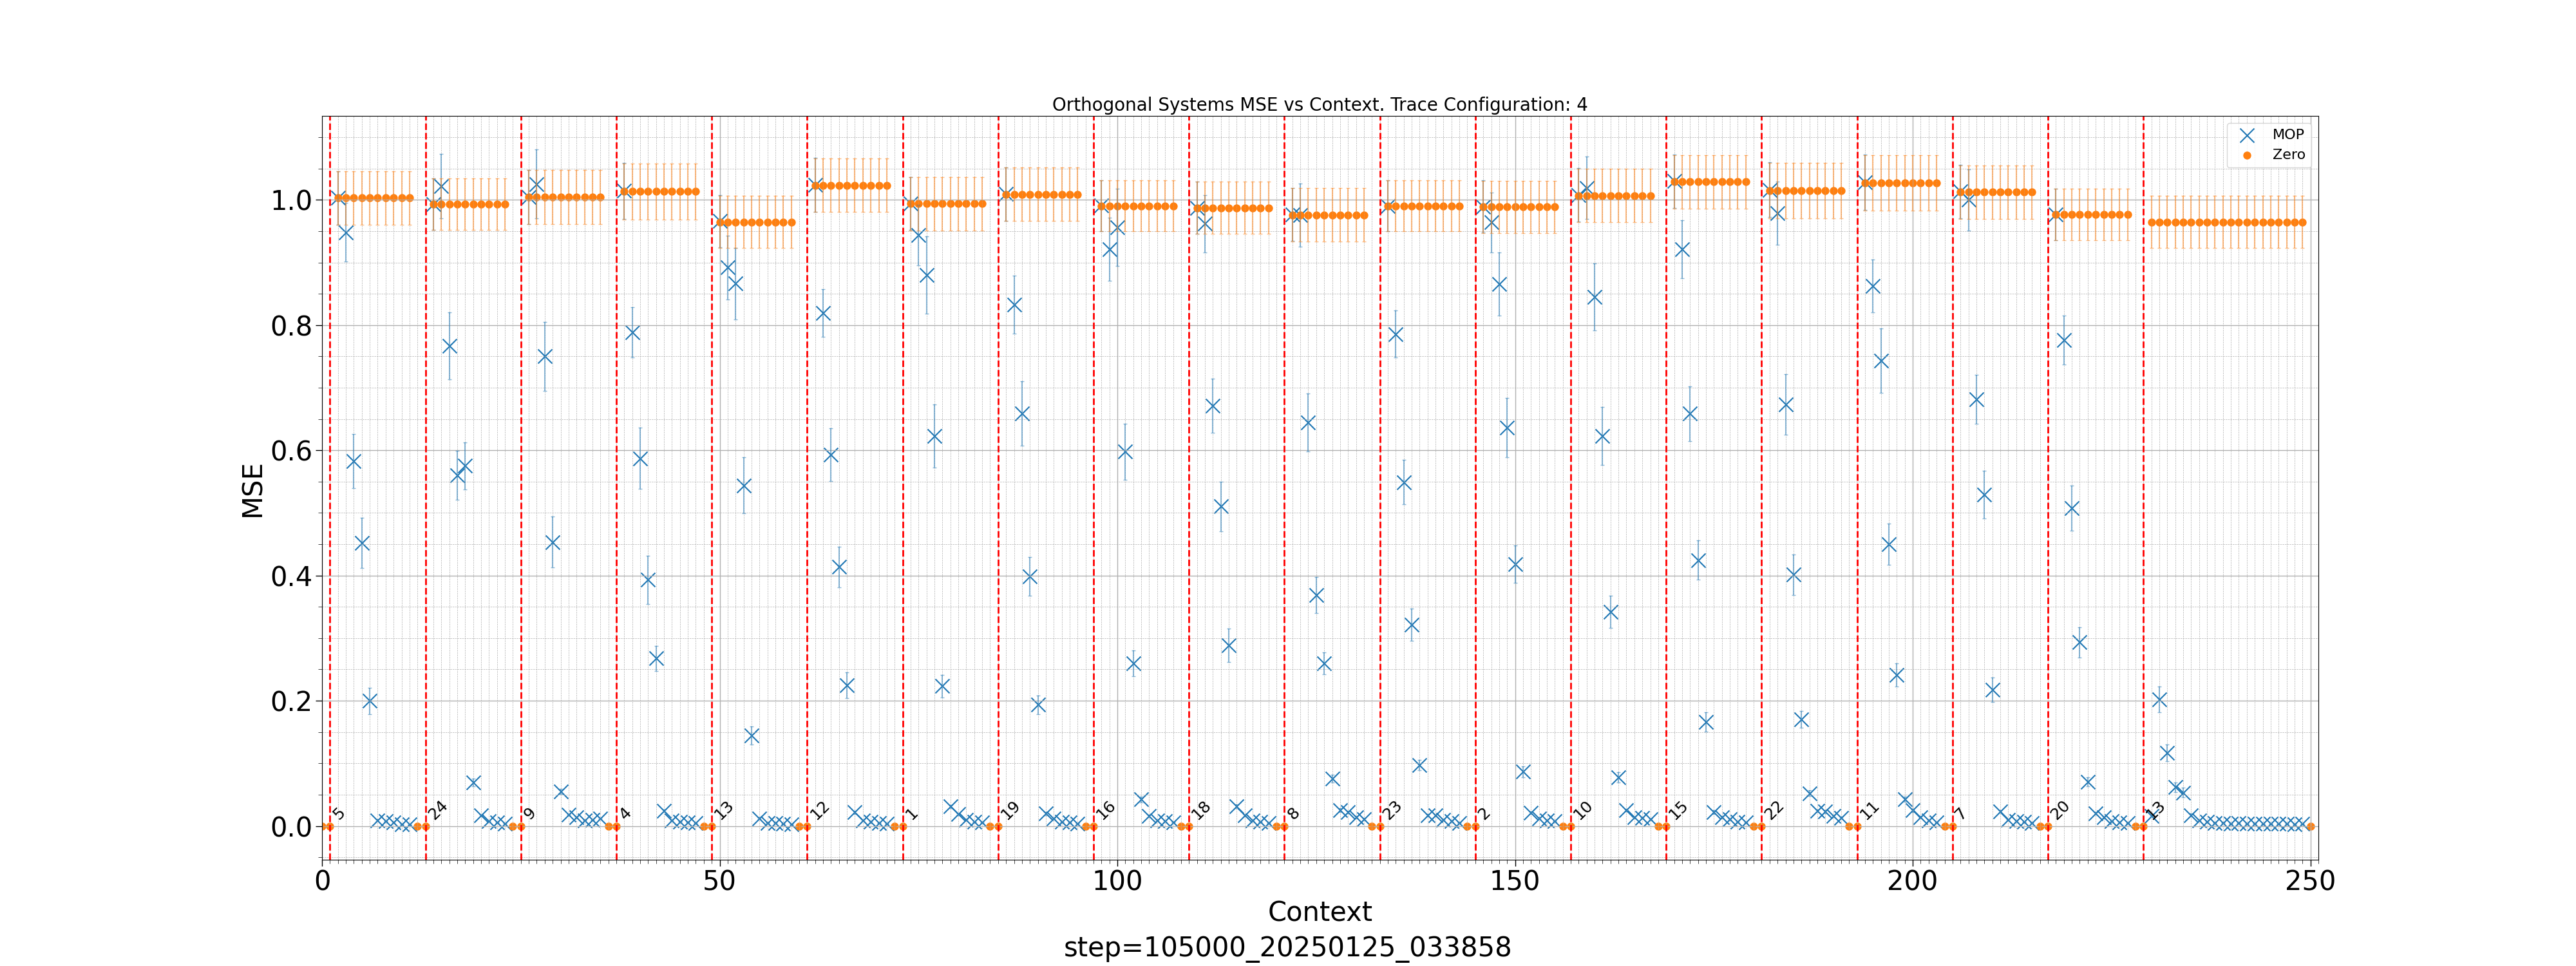 Orthogonal Systems MSE vs Context. Trace Configuration: 4
MOP
Zero
MSE
1.0
0.8
0.6
0.4
0.2
0.0
5 24 9 4 13 12 1 19 16 18 8 23 2 10 15 22 11 7 20 13
0 50 100 150 200 250
Context
step=105000_20250125_033858